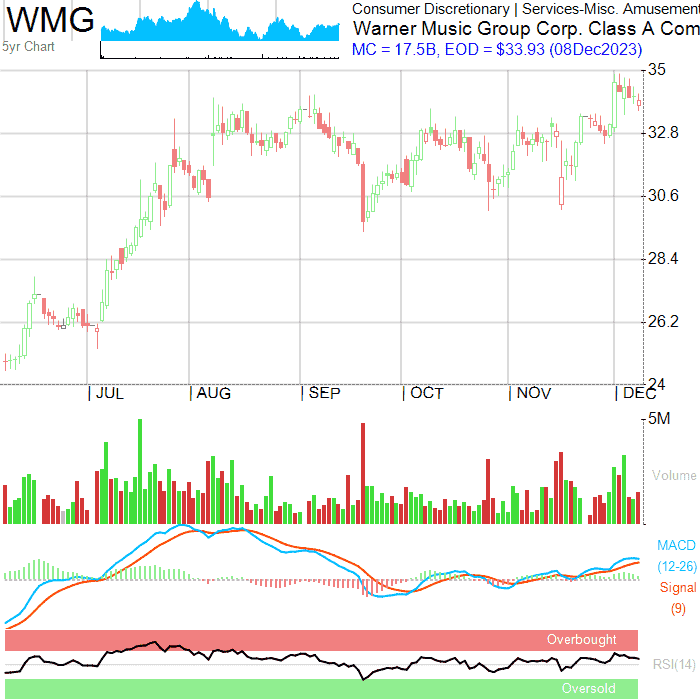 WMG
5yr Chart
Consumer Discretionary | Services-Misc. Amusement
Warner Music Group Corp. Class A Com
MC = 17.5B, EOD = $33.93 (08Dec2023)
35
32.8
30.6
28.4
26.2
24
JUL AUG SEP OCT NOV DEC
5M
Volume
MACD
(12-26)
Signal
(9)
Overbought
RSI(14)
Oversold